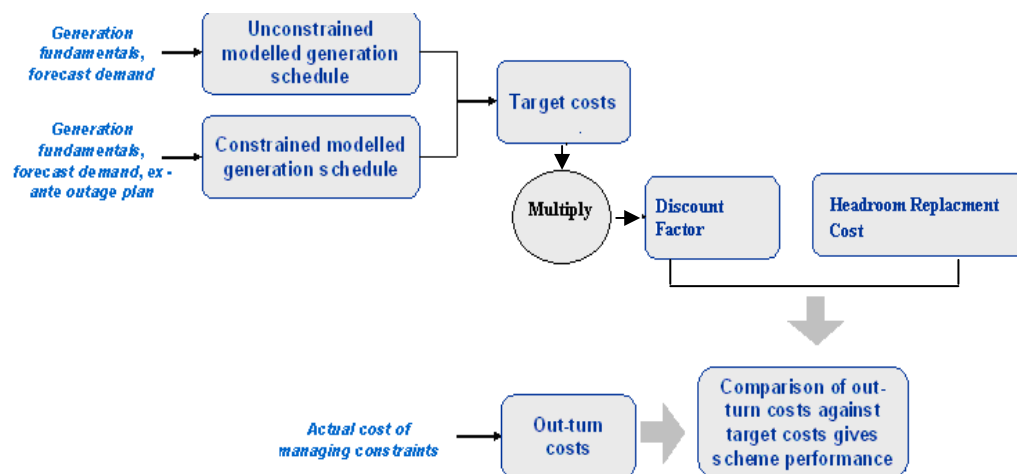 Generation
fundamentals,
forecast demand
Unconstrained
modelled generation
schedule
Generation
fundamentals,
forecast demand, ex -
ante outage plan
Constrained modelled
generation schedule
Target costs
Multiply
Discount
Factor
Headroom Replacment
Cost
Actual cost of
managing constraints
Out-turn
costs
Comparison of out-
turn costs against
target costs gives
scheme performance